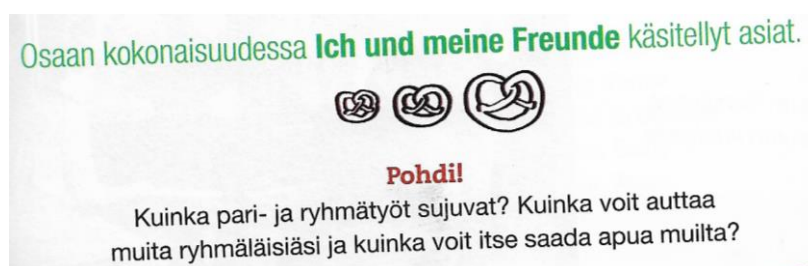 Osaan kokonaisuudessa Ich und meine Freunde käsitellyt asiat.
Pohdi!
Kuinka pari- ja ryhmätyöt sujuvat? Kuinka voit auttaa
muita ryhmäläisiäsi ja kuinka voit itse saada apua muilta?